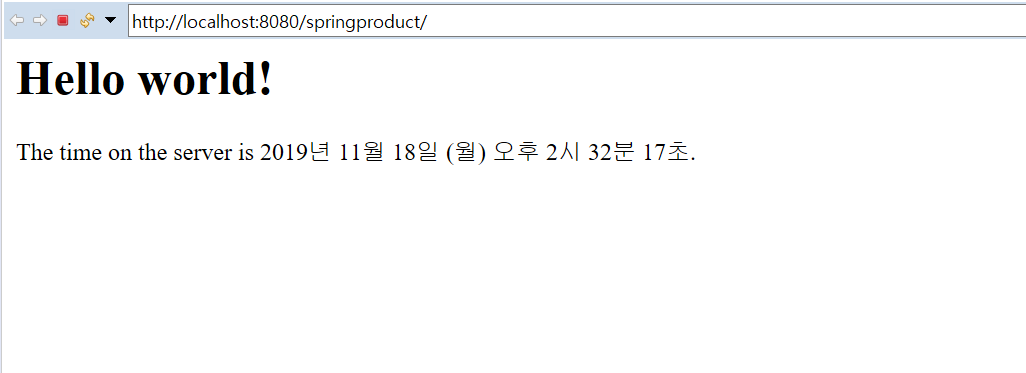 http://localhost:8080/springproduct/
Hello world!
The time on the server is 2019년 11월 18일 (월) 오후 2시 32분 17초.